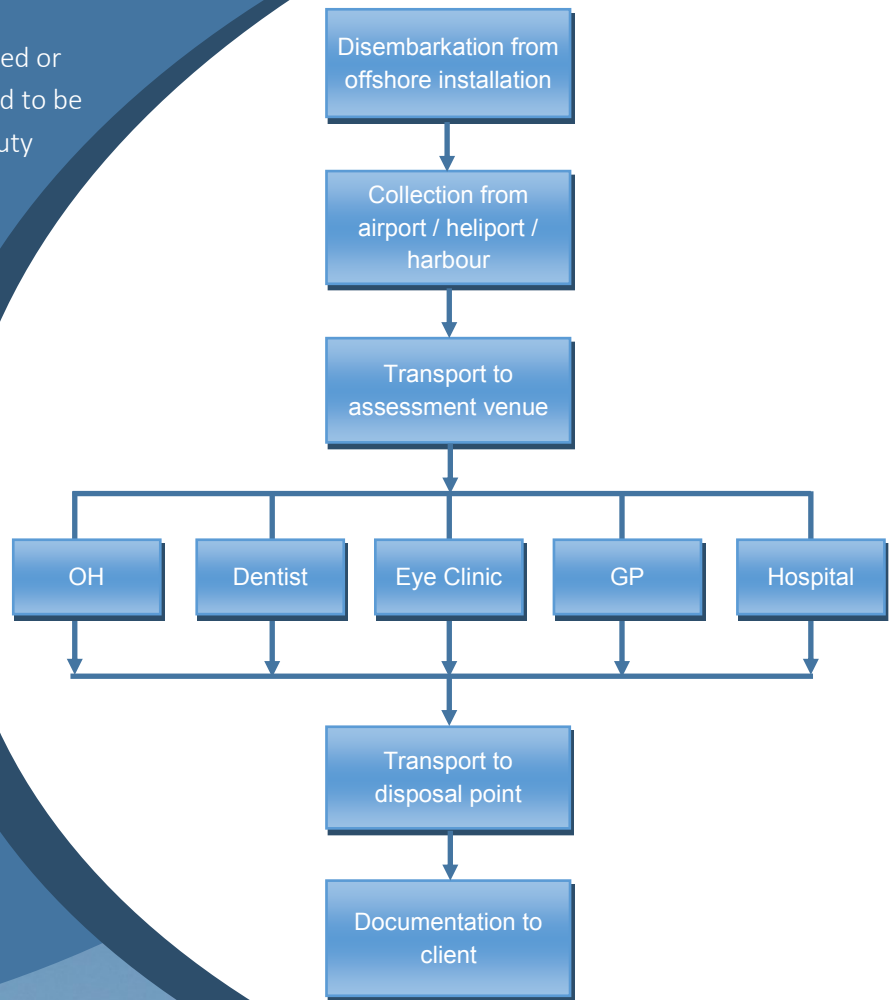 ed or
d to be
uty
Disembarkation from
offshore installation
Collection from
airport / heliport /
harbour
Transport to
assessment venue
OH
Dentist
Eye Clinic
GP
Hospital
Transport to
disposal point
Documentation to
client